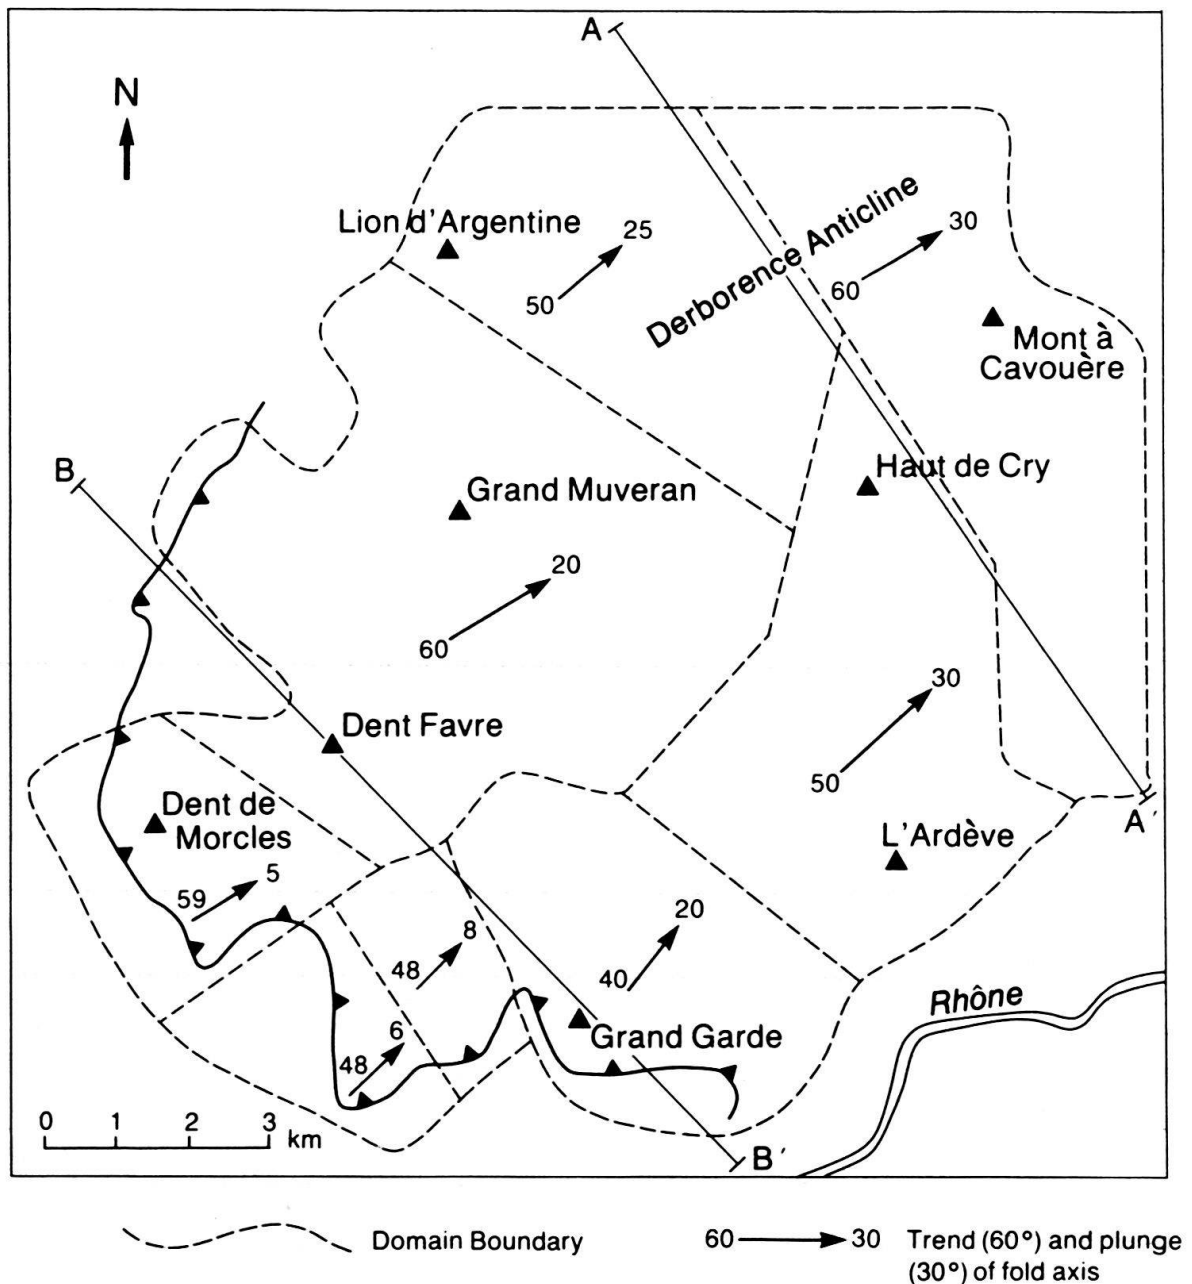 A
N
Lion d'Argentine
25
50
Derborence Anticline
30
60
Mont à
Cavouère
B
Grand Muveran
Haut de Cry
20
60
30
50
Dent Favre
Dent de
Morcles
59
5
L'Ardève
A'
20
40
8
48
Rhône
Grand Garde
6
48
0 1 2 3 km
B'
Domain Boundary
60 30 Trend (60°) and plunge
(30°) of fold axis